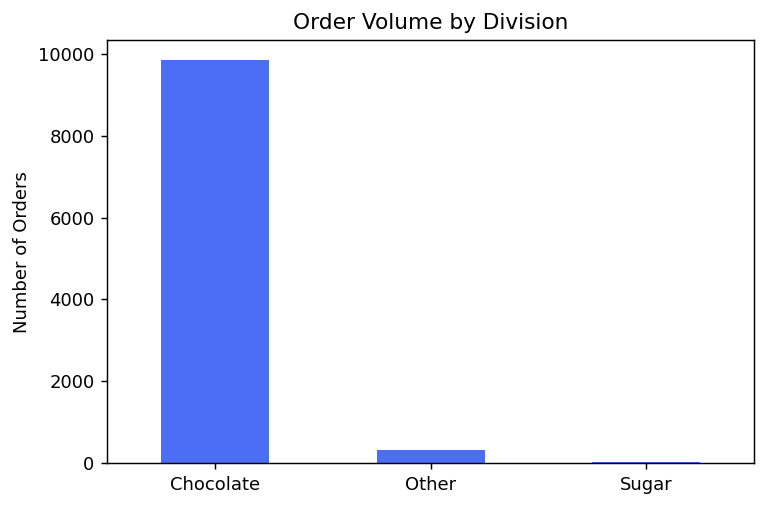 Order Volume by Division
Number of Orders
10000
8000
6000
4000
2000
0
Chocolate Other Sugar